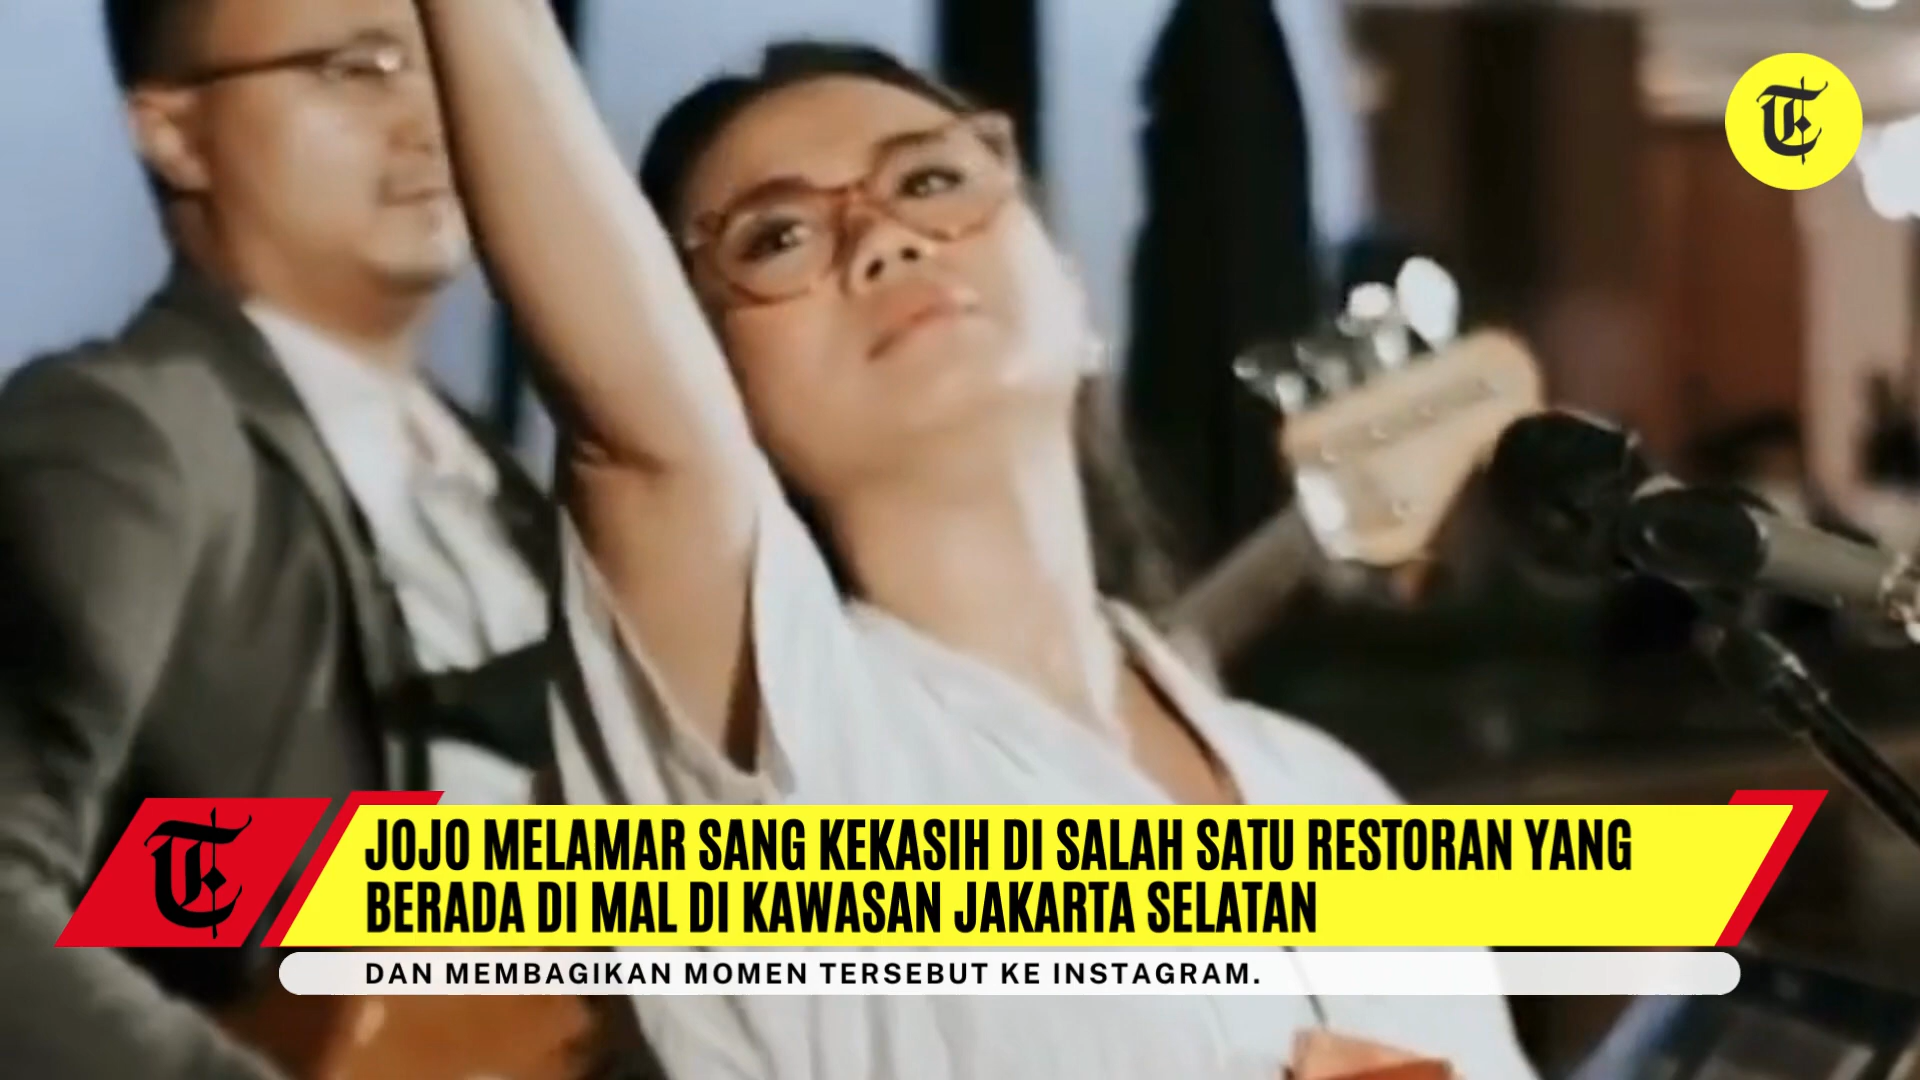 T
JOJO MELAMAR SANG KEKASIH DI SALAH SATU RESTORAN YANG
BERADA DI MAL DI KAWASAN JAKARTA SELATAN
T
DAN MEMBAGIKAN MOMEN TERSEBUT KE INSTAGRAM.